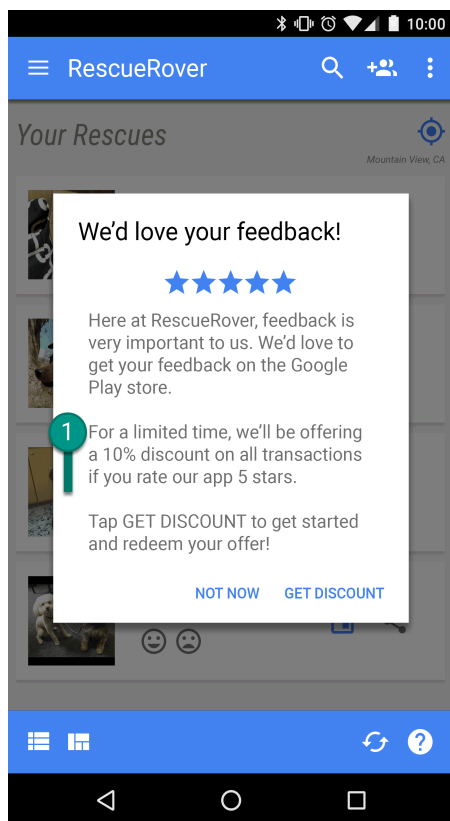 10:00
RescueRover
Your Rescues
Mountain View, CA
We’d love your feedback!
Here at RescueRover, feedback is
very important to us. We’d love to
get your feedback on the Google
Play store.
1
For a limited time, we’ll be offering
a 10% discount on all transactions
if you rate our app 5 stars.
Tap GET DISCOUNT to get started
and redeem your offer!
NOT NOW GET DISCOUNT